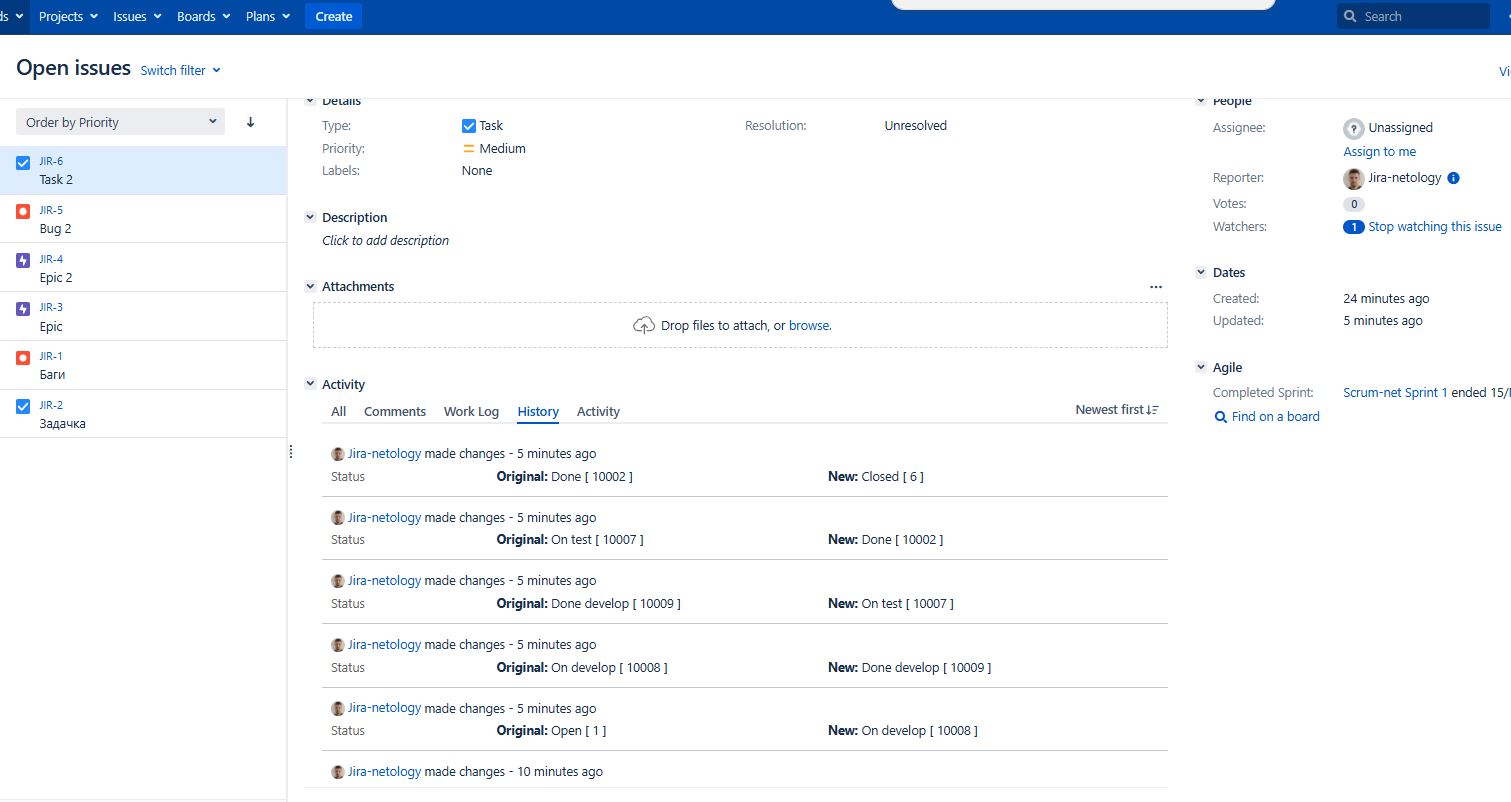 ds Projects Issues Boards Plans Create Search
Open issues Switch filter Vi
Order by Priority
JIR-6
Task 2
JIR-5
Bug 2
JIR-4
Epic 2
JIR-3
Epic
JIR-1
Баги
JIR-2
Задачка
Details
Type: Task Resolution: Unresolved
Priority: Medium
Labels: None
Description
Click to add description
Attachments
Drop files to attach, or browse.
Activity
All Comments Work Log History Activity Newest first
Jira-netology made changes - 5 minutes ago
Status Original: Done [ 10002 ] New: Closed [ 6 ]
Jira-netology made changes - 5 minutes ago
Status Original: On test [ 10007 ] New: Done [ 10002 ]
Jira-netology made changes - 5 minutes ago
Status Original: Done develop [ 10009 ] New: On test [ 10007 ]
Jira-netology made changes - 5 minutes ago
Status Original: On develop [ 10008 ] New: Done develop [ 10009 ]
Jira-netology made changes - 5 minutes ago
Status Original: Open [ 1 ] New: On develop [ 10008 ]
Jira-netology made changes - 10 minutes ago
People
Assignee: Unassigned
Assign to me
Reporter: Jira-netology
Votes: 0
Watchers: 1 Stop watching this issue
Dates
Created: 24 minutes ago
Updated: 5 minutes ago
Agile
Completed Sprint: Scrum-net Sprint 1 ended 15/
Find on a board